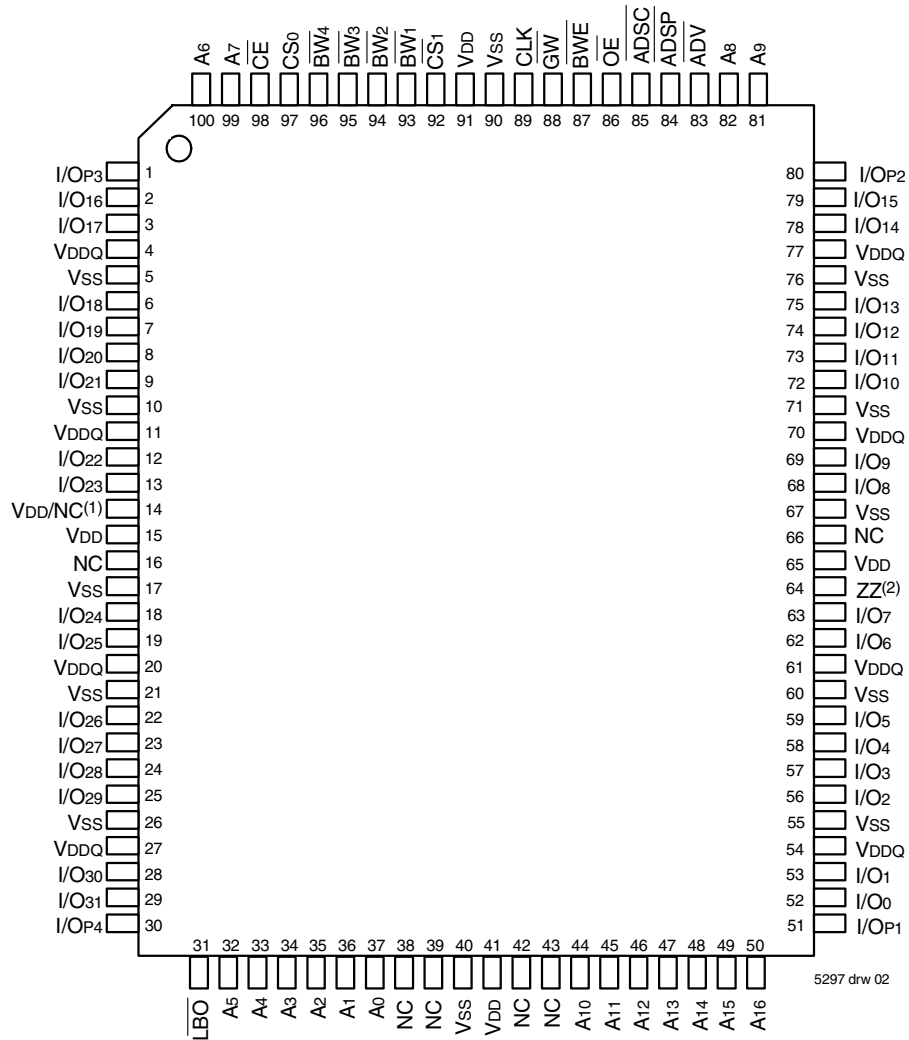 A6 A7 CE CS0 BW4 BW3 BW2 BW1 CS1 VDD VSS CLK GW BWE OE ADSC ADSP ADV A8 A9
100 99 98 97 96 95 94 93 92 91 90 89 88 87 86 85 84 83 82 81
I/OP3 1 80 I/OP2
I/O16 2 79 I/O15
I/O17 3 78 I/O14
VDDQ 4 77 VDDQ
VSS 5 76 VSS
I/O18 6 75 I/O13
I/O19 7 74 I/O12
I/O20 8 73 I/O11
I/O21 9 72 I/O10
VSS 10 71 VSS
VDDQ 11 70 VDDQ
I/O22 12 69 I/O9
I/O23 13 68 I/O8
VDD/NC(1) 14 67 VSS
VDD 15 66 NC
NC 16 65 VDD
VSS 17 64 ZZ(2)
I/O24 18 63 I/O7
I/O25 19 62 I/O6
VDDQ 20 61 VDDQ
VSS 21 60 VSS
I/O26 22 59 I/O5
I/O27 23 58 I/O4
I/O28 24 57 I/O3
I/O29 25 56 I/O2
VSS 26 55 VSS
VDDQ 27 54 VDDQ
I/O30 28 53 I/O1
I/O31 29 52 I/O0
I/OP4 30 51 I/OP1
31 32 33 34 35 36 37 38 39 40 41 42 43 44 45 46 47 48 49 50
LBO A5 A4 A3 A2 A1 A0 NC NC VSS VDD NC NC A10 A11 A12 A13 A14 A15 A16
5297 drw 02